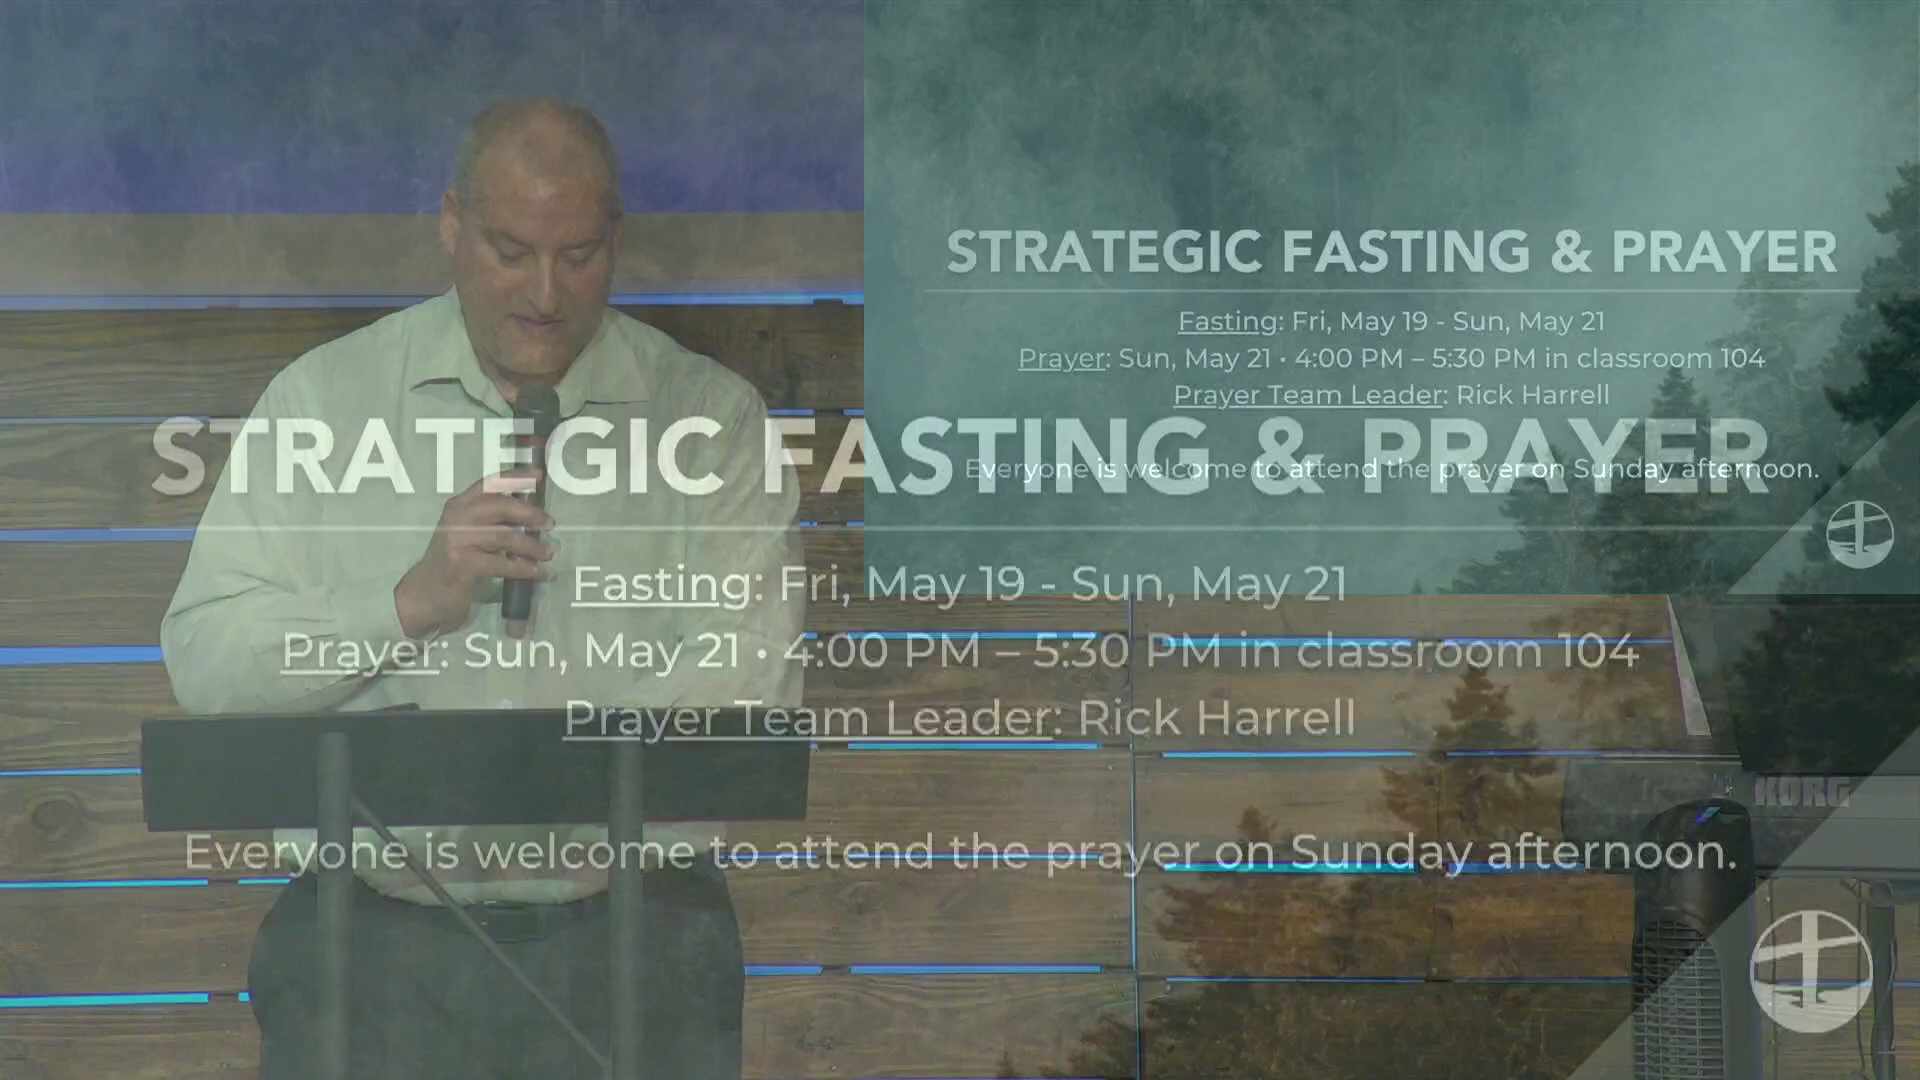 STRATEGIC FASTING & PRAYER
Fasting: Fri, May 19 - Sun, May 21
Prayer: Sun, May 21 • 4:00 PM – 5:30 PM in classroom 104
Prayer Team Leader: Rick Harrell
Everyone is welcome to attend the prayer on Sunday afternoon.
STRATEGIC FASTING & PRAYER
Fasting: Fri, May 19 - Sun, May 21
Prayer: Sun, May 21 • 4:00 PM – 5:30 PM in classroom 104
Prayer Team Leader: Rick Harrell
KORG
Everyone is welcome to attend the prayer on Sunday afternoon.